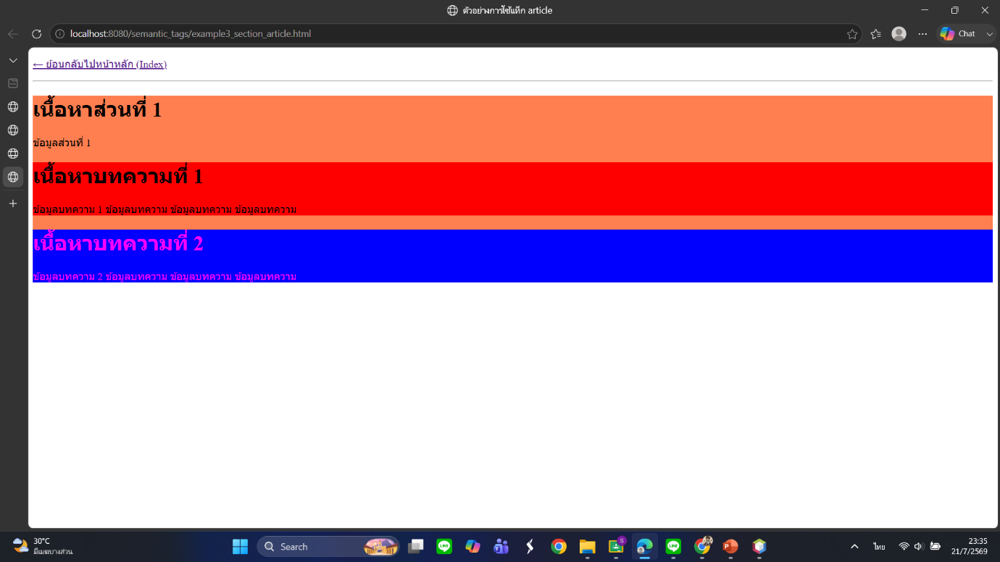 ตัวอย่างการใช้แท็ก article
localhost:8080/semantic_tags/example3_section_article.html
Chat
← ย้อนกลับไปหน้าหลัก (Index)
เนื้อหาส่วนที่ 1
ข้อมูลส่วนที่ 1
เนื้อหาบทความที่ 1
ข้อมูลบทความ 1 ข้อมูลบทความ ข้อมูลบทความ ข้อมูลบทความ
เนื้อหาบทความที่ 2
ข้อมูลบทความ 2 ข้อมูลบทความ ข้อมูลบทความ ข้อมูลบทความ
30°C
มีเมฆบางส่วน
Search
ไทย
23:35
21/7/2569